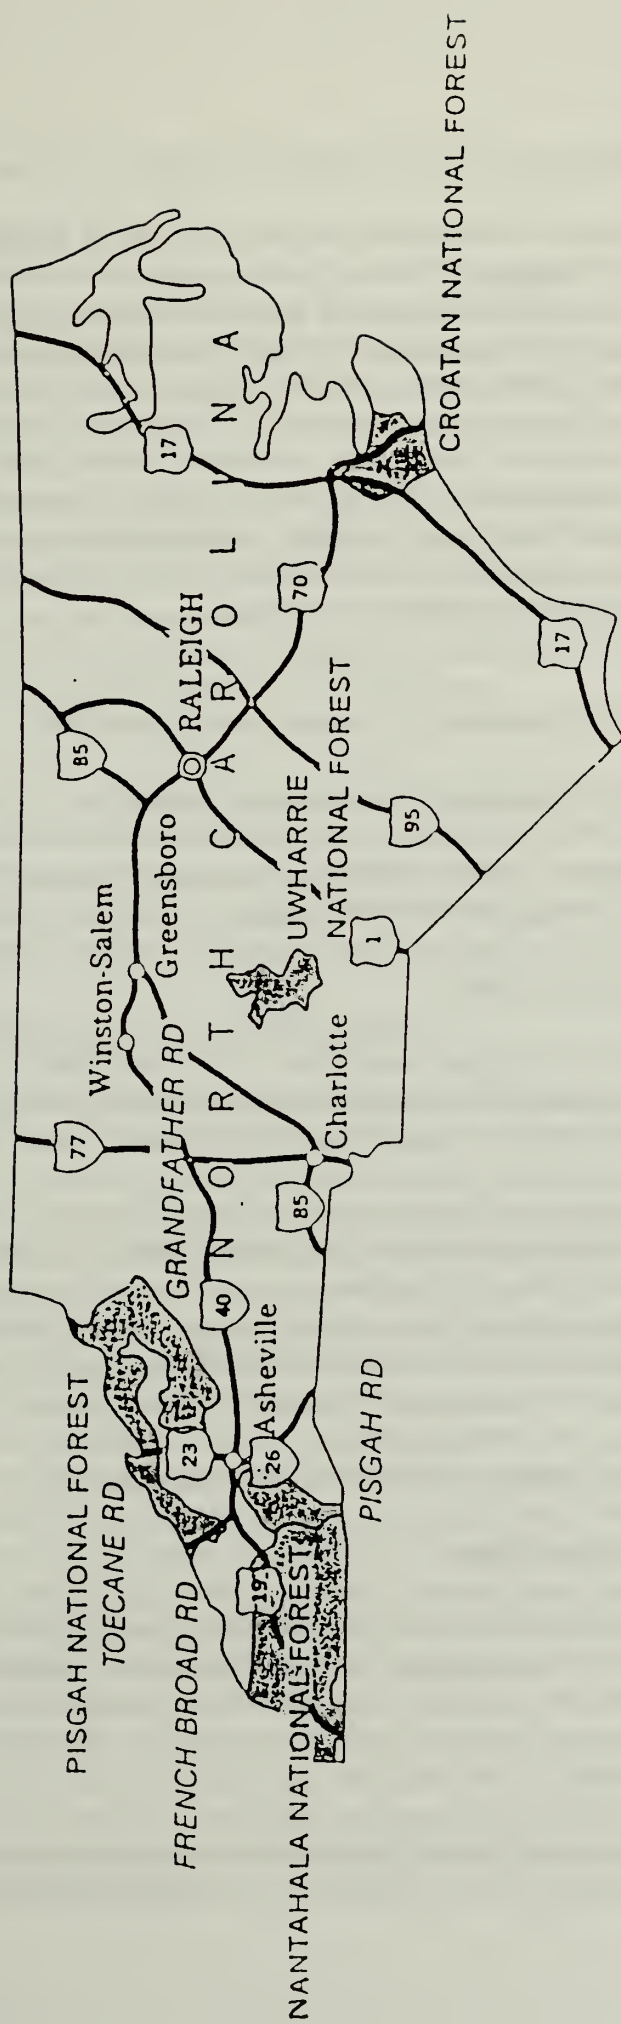 PISGAH NATIONAL FOREST
TOECANE RD
FRENCH BROAD RD
NANTAHALA NATIONAL FOREST
PISGAH RD
GRANDFATHER RD
Winston-Salem
Greensboro
RALEIGH
Asheville
Charlotte
NORTH CAROLINA
UWHARRIE
NATIONAL FOREST
CROATAN NATIONAL FOREST
77
85
17
23
40
19
26
85
70
1
95
17